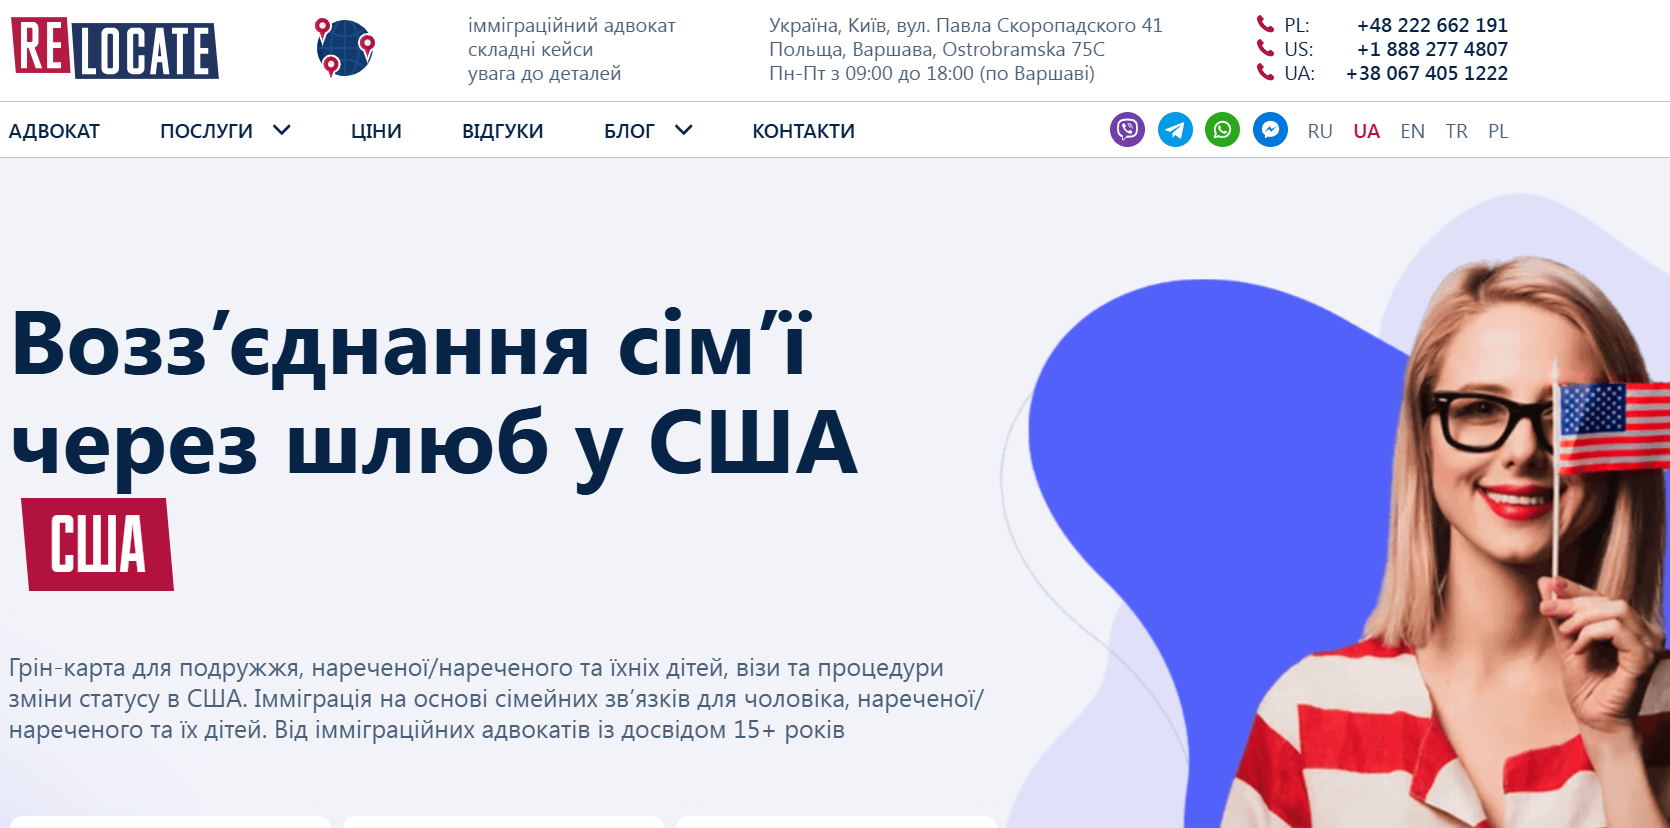 RELOCATE
імміграційний адвокат
складні кейси
увага до деталей
Україна, Київ, вул. Павла Скоропадского 41
Польща, Варшава, Ostrobramska 75C
Пн-Пт з 09:00 до 18:00 (по Варшаві)
PL: +48 222 662 191
US: +1 888 277 4807
UA: +38 067 405 1222
АДВОКАТ ПОСЛУГИ ЦІНИ ВІДГУКИ БЛОГ КОНТАКТИ RU UA EN TR PL
Возз’єднання сім’ї
через шлюб у США
США
Грін-карта для подружжя, нареченої/нареченого та їхніх дітей, візи та процедури
зміни статусу в США. Імміграція на основі сімейних зв’язків для чоловіка, нареченої/
нареченого та їх дітей. Від імміграційних адвокатів із досвідом 15+ років